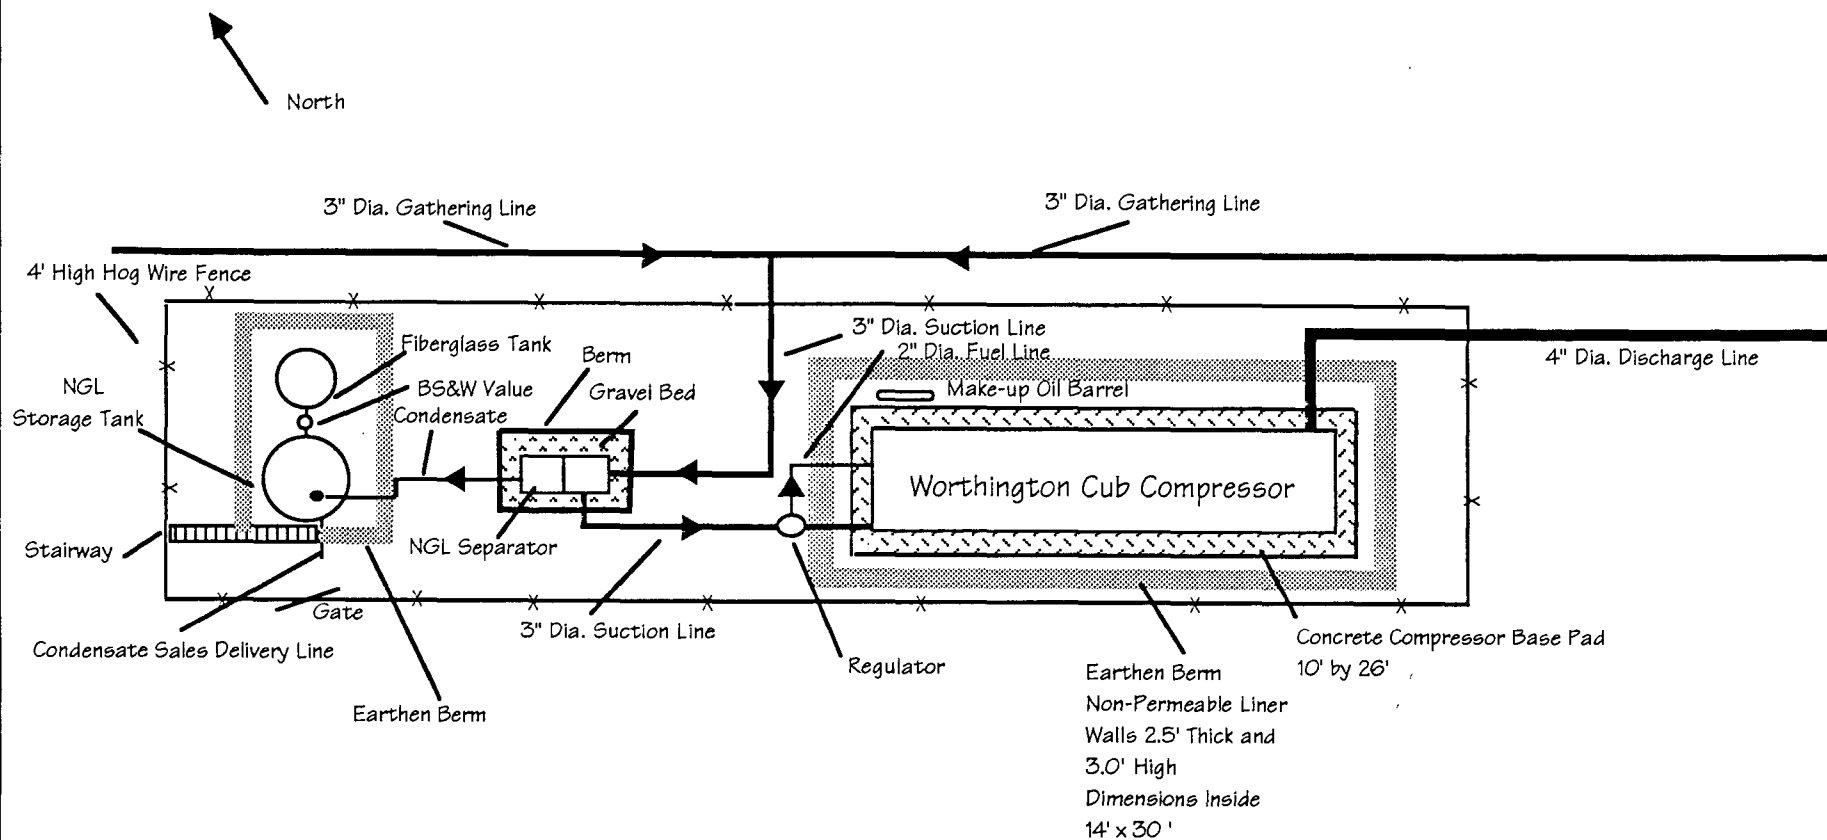 North
3" Dia. Gathering Line
3" Dia. Gathering Line
4' High Hog Wire Fence
3" Dia. Suction Line
2" Dia. Fuel Line
4" Dia. Discharge Line
Fiberglass Tank
Berm
NGL
Storage Tank
BS&W Value
Gravel Bed
Make-up Oil Barrel
Condensate
Worthington Cub Compressor
Stairway
NGL Separator
Gate
3" Dia. Suction Line
Condensate Sales Delivery Line
Regulator
Concrete Compressor Base Pad
10' by 26'
Earthen Berm
Earthen Berm
Non-Permeable Liner
Walls 2.5' Thick and
3.0' High
Dimensions Inside
14' x 30 '